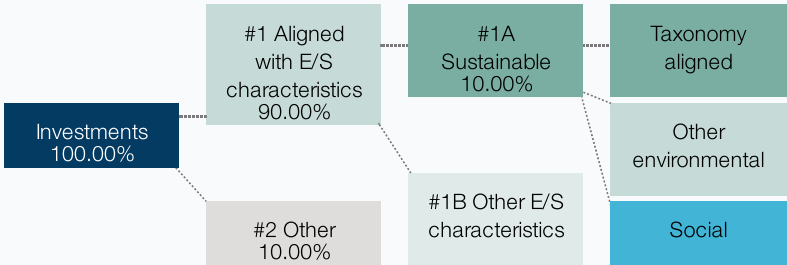 Investments
100.00%
#1 Aligned
with E/S
characteristics
90.00%
#2 Other
10.00%
#1A
Sustainable
10.00%
#1B Other E/S
characteristics
Taxonomy
aligned
Other
environmental
Social